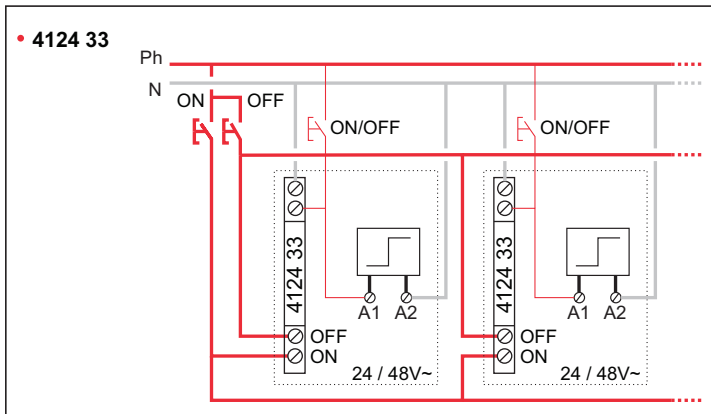 • 4124 33
Ph
N
ON OFF
ON/OFF ON/OFF
4124 33 4124 33
A1 A2 A1 A2
OFF OFF
ON ON
24 / 48V~ 24 / 48V~